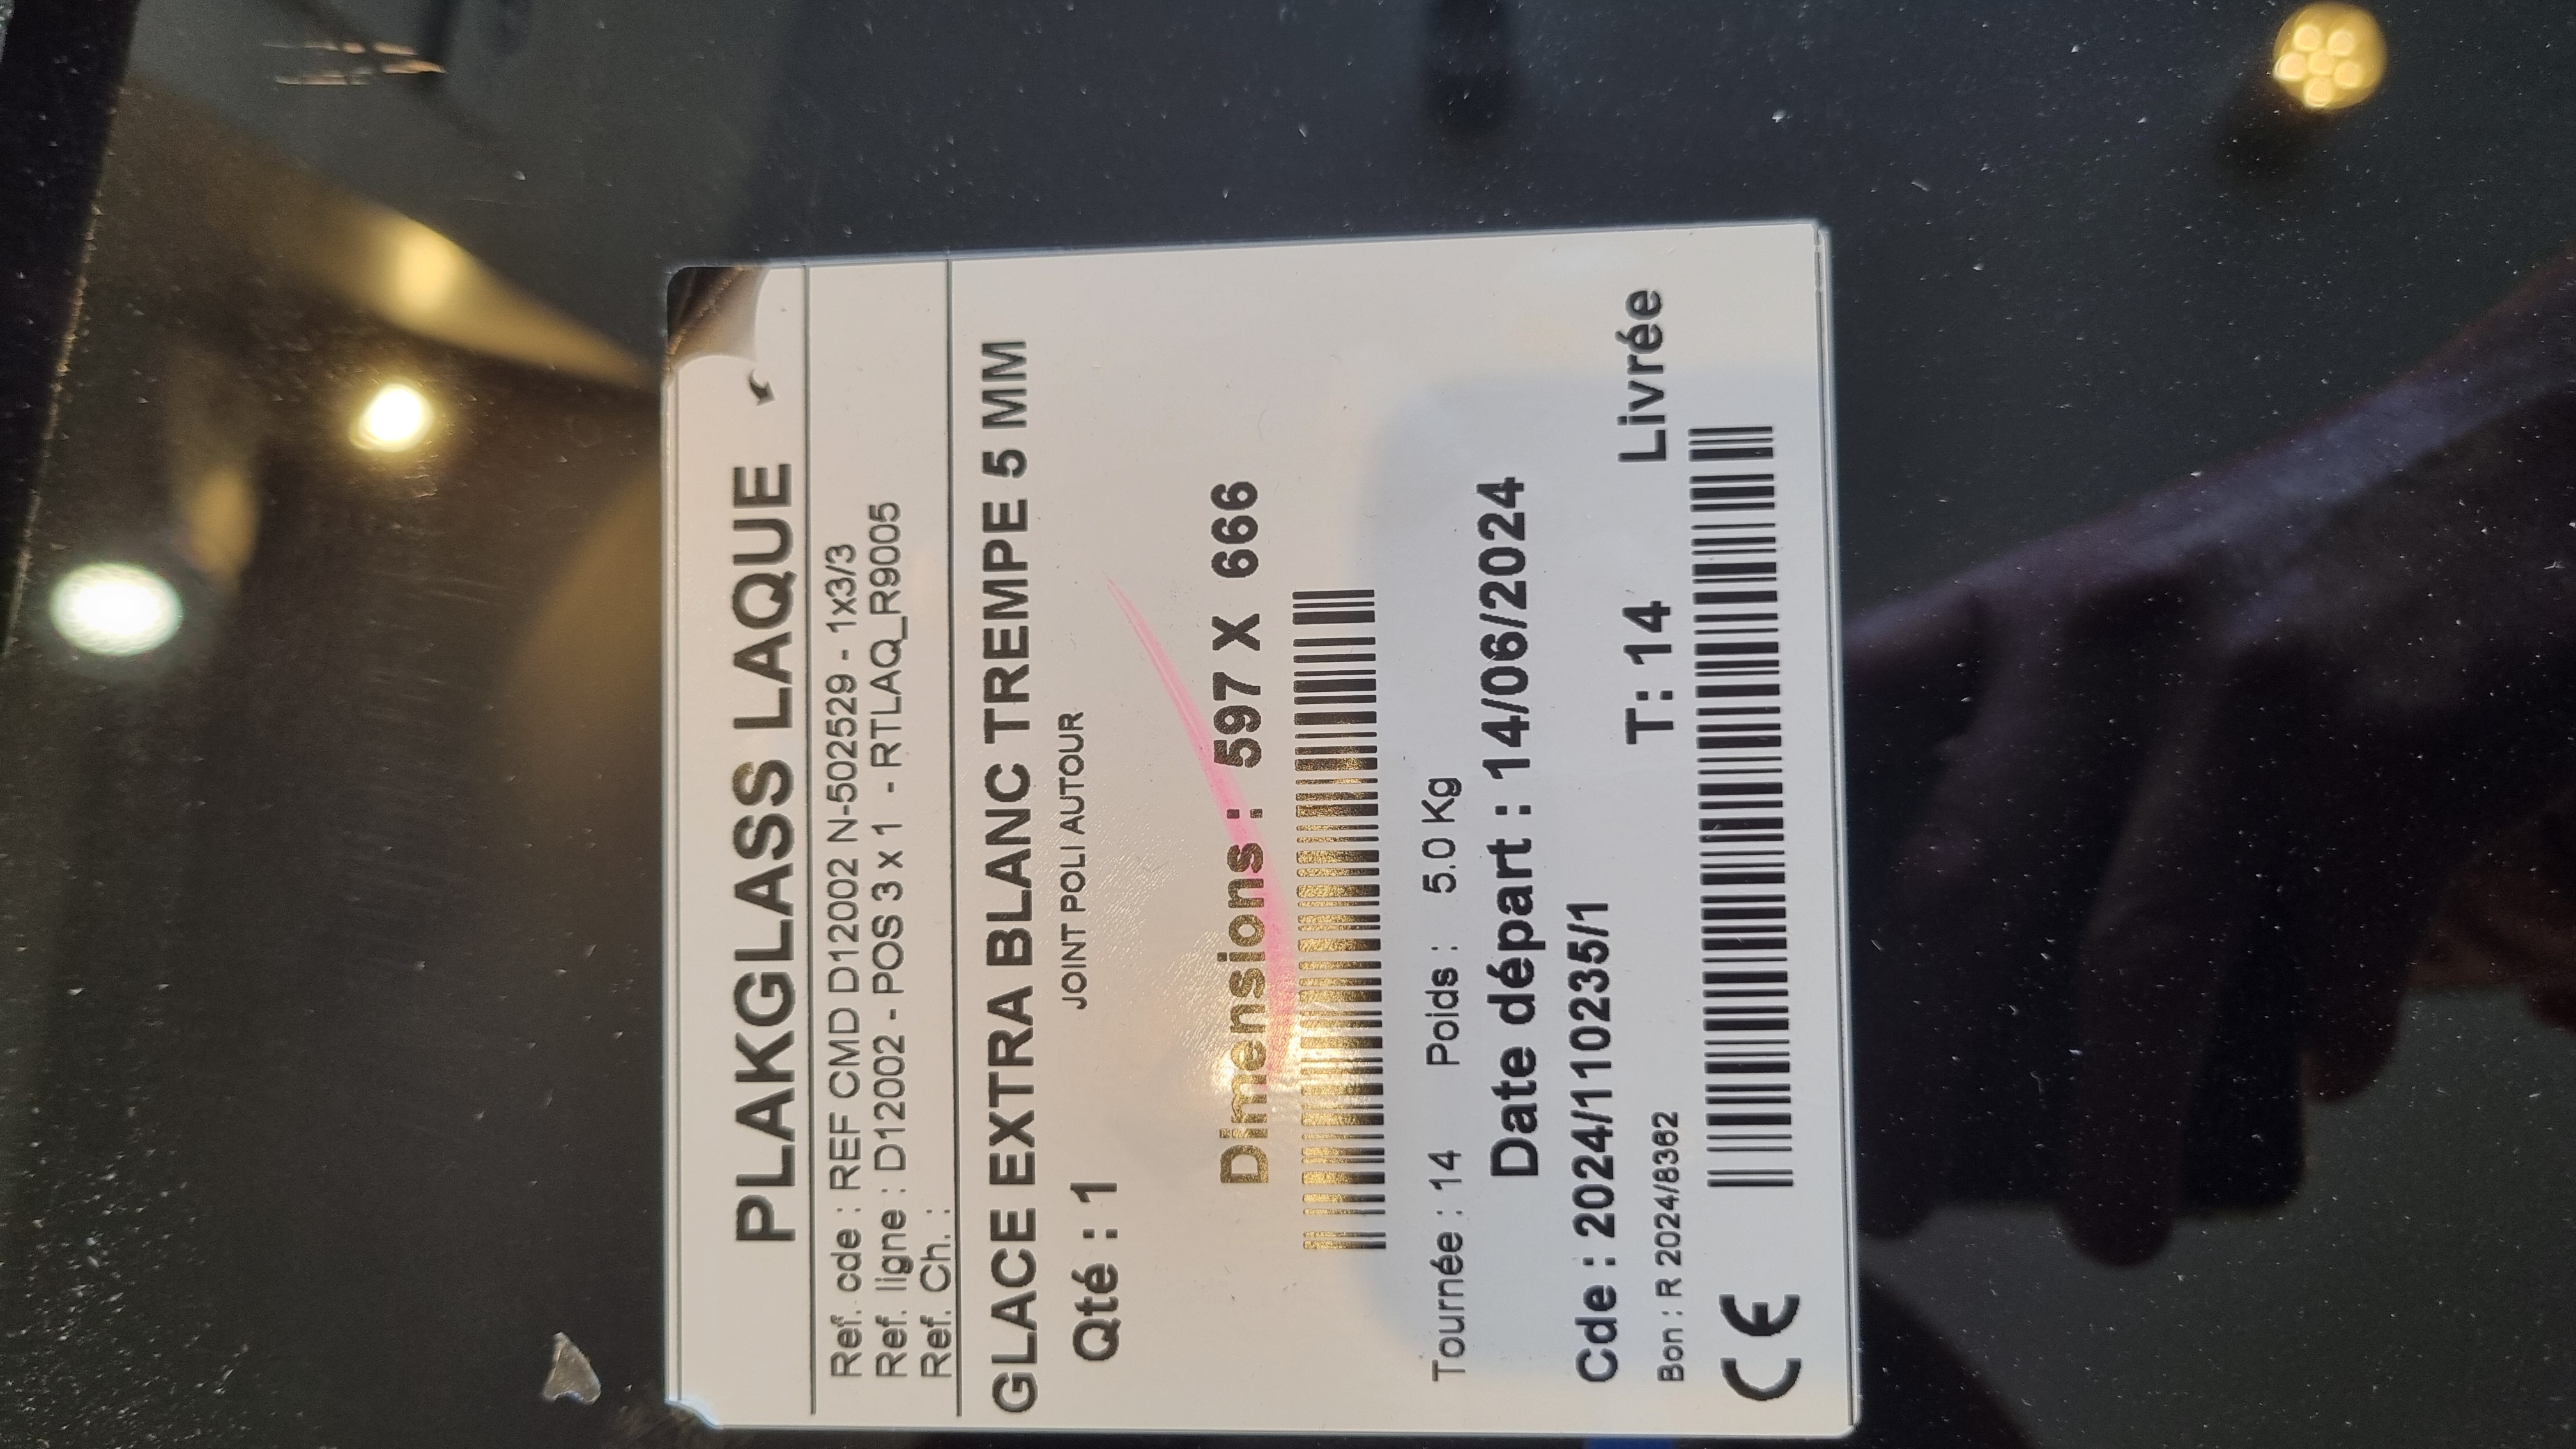 PLAKGLASS LAQUE
Ref. cde : REF CMD D12002 N-502529 - 1x3/3
Ref. ligne : D12002 - POS 3 x 1 - RTLAQ_R9005
Ref. Ch. :
GLACE EXTRA BLANC TREMPE 5 MM
JOINT POLI AUTOUR
Qté : 1
Dimensions : 597 X 666
Tournée : 14 Poids : 5.0 Kg
Date départ : 14/06/2024
Cde : 2024/110235/1
Bon : R 2024/8362 T: 14 Livrée
CE